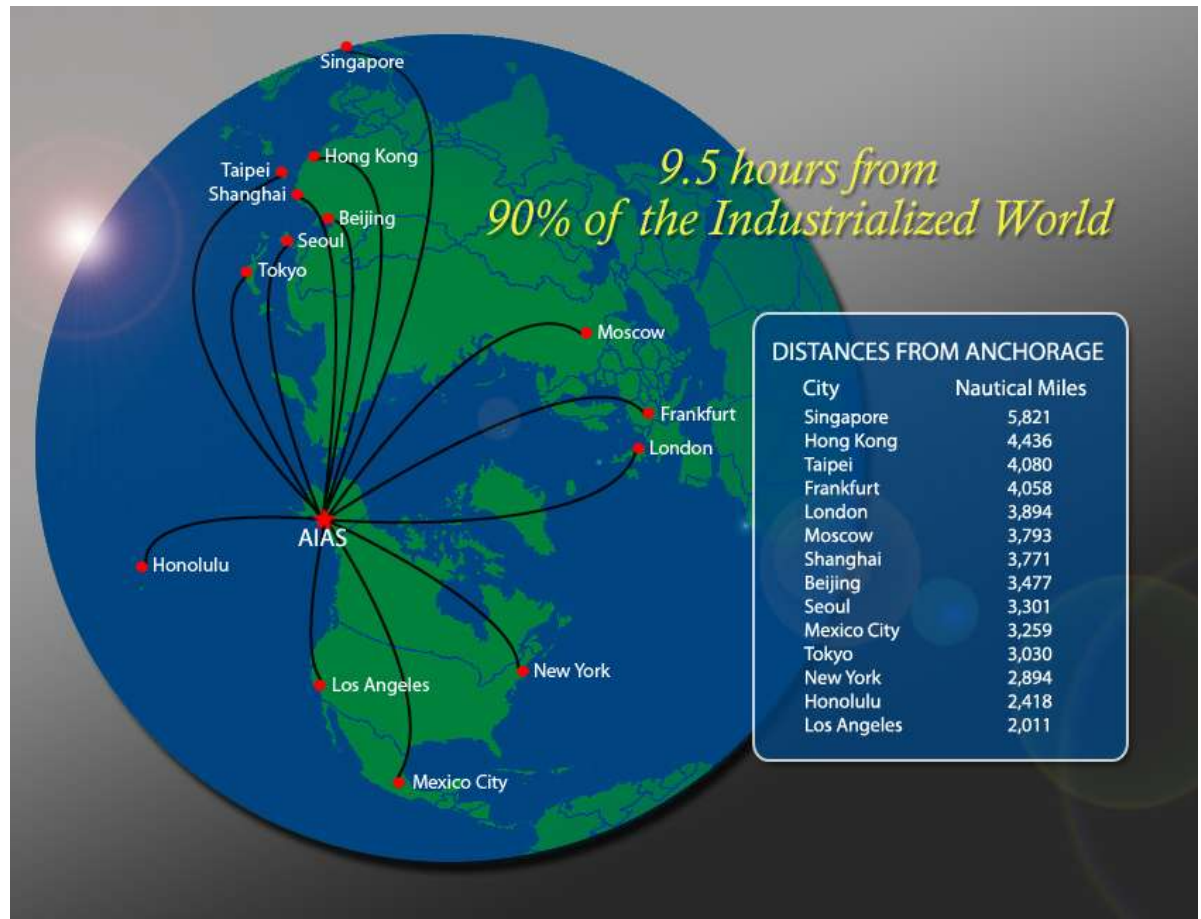 Singapore
Hong Kong
Taipei
Shanghai
Beijing
Seoul
Tokyo
9.5 hours from
90% of the Industrialized World
Moscow
Frankfurt
London
AIAS
Honolulu
New York
Los Angeles
Mexico City
DISTANCES FROM ANCHORAGE
City Nautical Miles
Singapore 5,821
Hong Kong 4,436
Taipei 4,080
Frankfurt 4,058
London 3,894
Moscow 3,793
Shanghai 3,771
Beijing 3,477
Seoul 3,301
Mexico City 3,259
Tokyo 3,030
New York 2,894
Honolulu 2,418
Los Angeles 2,011